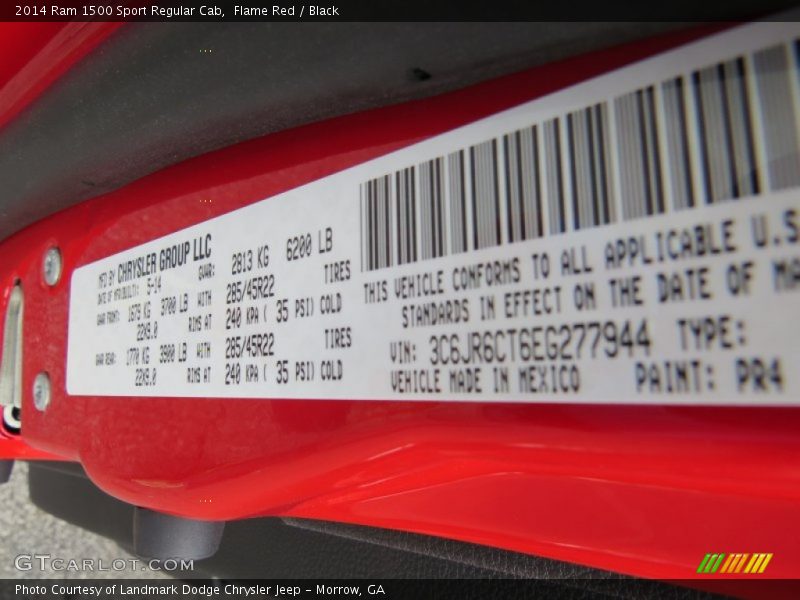 2014 Ram 1500 Sport Regular Cab,  Flame Red / Black
MFD BY CHRYSLER GROUP LLC
DATE OF MFR 5-14 GVWR: 2813 KG 6200 LB
GAWR FRONT: 1679 KG 3700 LB WITH 285/45R22 TIRES
22X9.0 RIMS AT 240 KPA ( 35 PSI) COLD
GAWR REAR: 1770 KG 3900 LB WITH 285/45R22 TIRES
22X9.0 RIMS AT 240 KPA ( 35 PSI) COLD
THIS VEHICLE CONFORMS TO ALL APPLICABLE U.S
STANDARDS IN EFFECT ON THE DATE OF MA
VIN: 3C6JR6CT6EG277944 TYPE:
VEHICLE MADE IN MEXICO PAINT: PR4
GTCARLOT.COM
Photo Courtesy of Landmark Dodge Chrysler Jeep - Morrow, GA